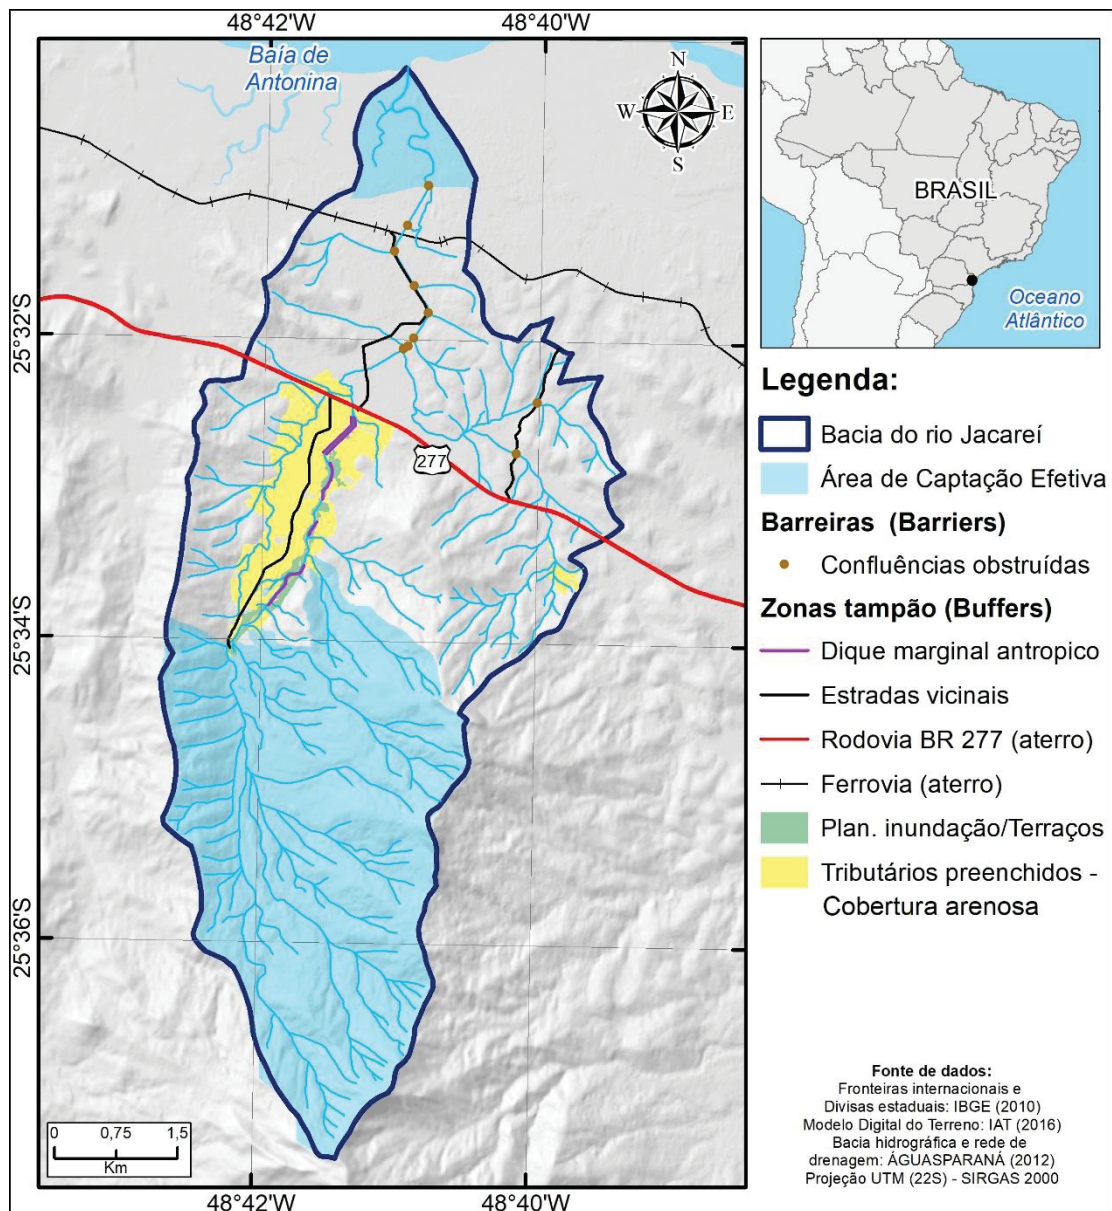 48°42'W
48°40'W
Baía de
Antonina
N
W
E
S
25°32'S
277
25°34'S
25°36'S
0
0,75
1,5
Km
48°42'W
48°40'W
BRASIL
Oceano
Atlântico
Legenda:
Bacia do rio Jacareí
Área de Captação Efetiva
Barreiras (Barriers)
Confluências obstruídas
Zonas tampão (Buffers)
Dique marginal antropico
Estradas vicinais
Rodovia BR 277 (aterro)
Ferrovia (aterro)
Plan. inundação/Terraços
Tributários preenchidos -
Cobertura arenosa
Fonte de dados:
Fronteiras internacionais e
Divisas estaduais: IBGE (2010)
Modelo Digital do Terreno: IAT (2016)
Bacia hidrográfica e rede de
drenagem: ÁGUASPARANÁ (2012)
Projeção UTM (22S) - SIRGAS 2000